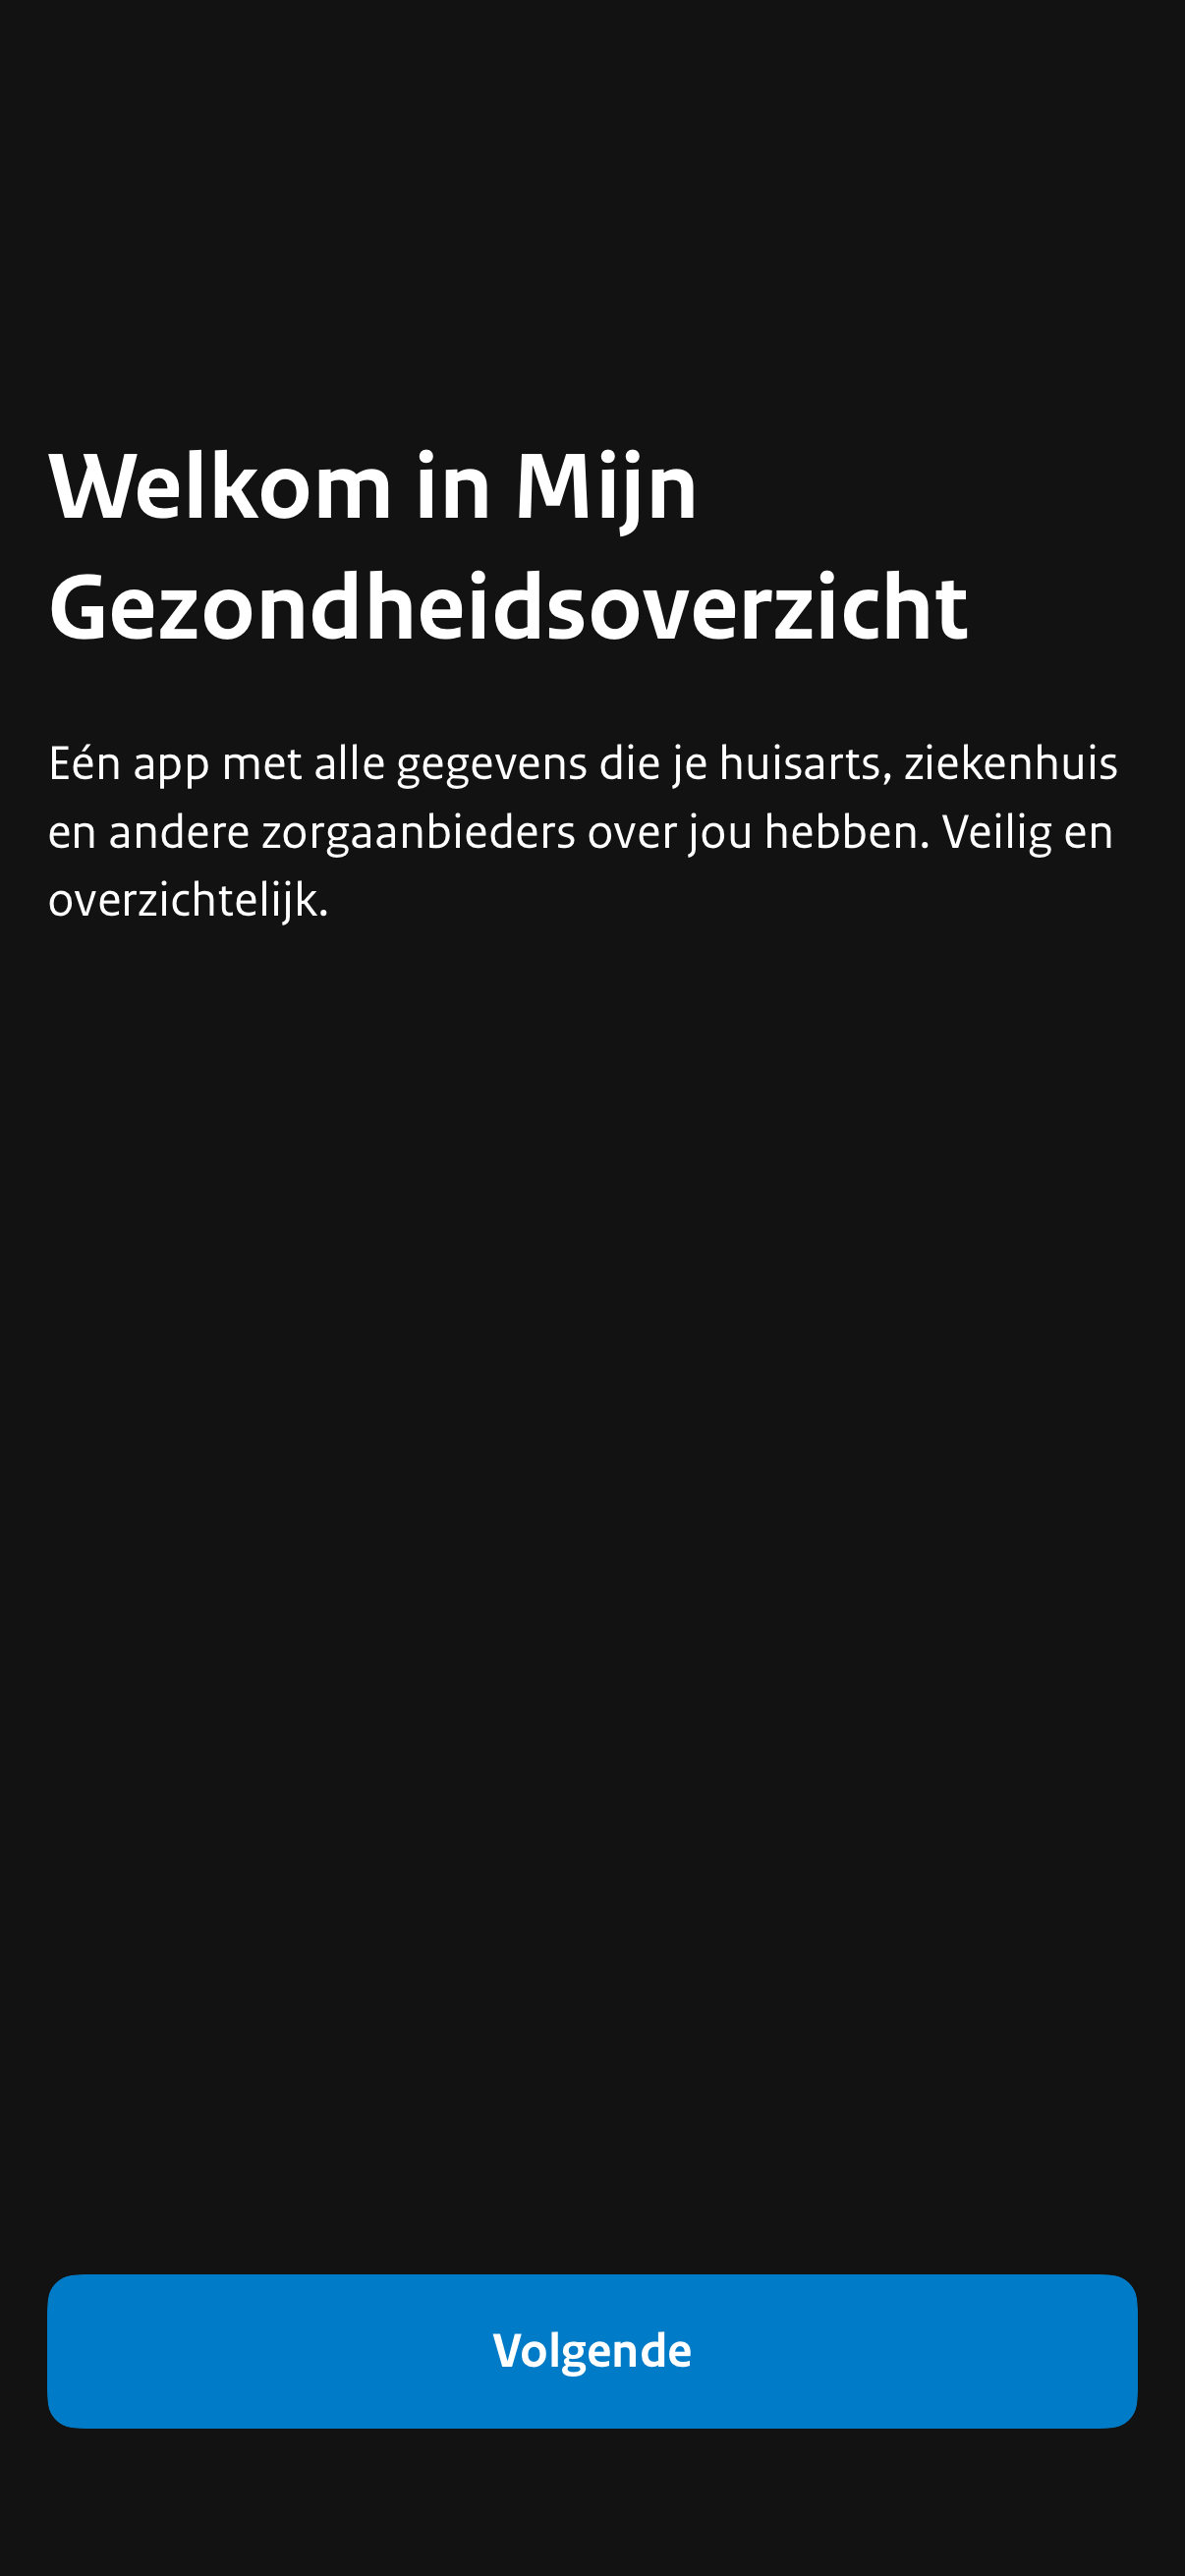 Welkom in Mijn
Gezondheidsoverzicht
Eén app met alle gegevens die je huisarts, ziekenhuis
en andere zorgaanbieders over jou hebben. Veilig en
overzichtelijk.
Volgende